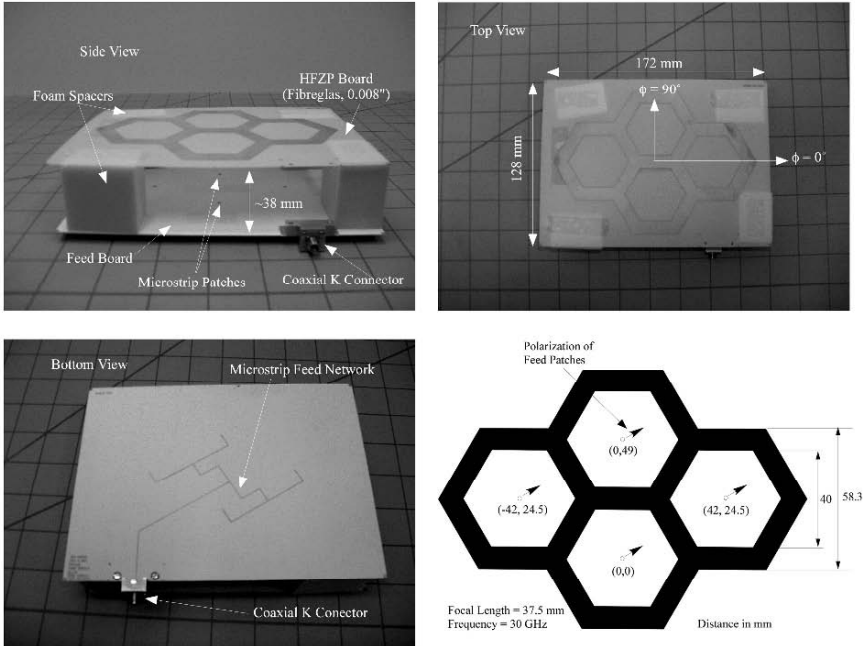 Side View
Foam Spacers
HFZP Board
(Fibreglas, 0.008")
~38 mm
Feed Board
Microstrip Patches
Coaxial K Connector
Top View
172 mm
ϕ = 90°
ϕ = 0°
128 mm
Bottom View
Microstrip Feed Network
Coaxial K Conector
Polarization of
Feed Patches
(0,49)
(-42, 24.5)
(42, 24.5)
(0,0)
40
58.3
Focal Length = 37.5 mm
Frequency = 30 GHz
Distance in mm